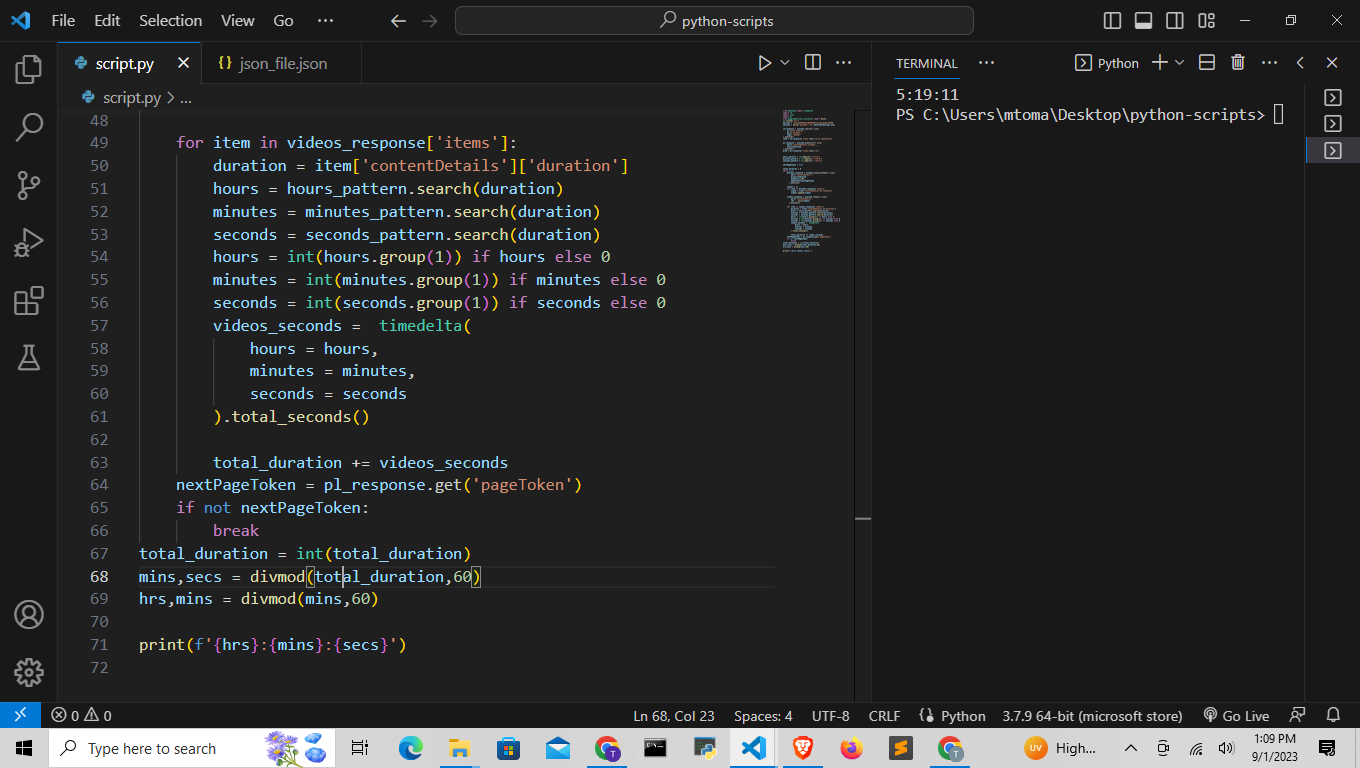 File Edit Selection View Go ··· python-scripts
script.py json_file.json
script.py > ...
48
49 for item in videos_response['items']:
50 duration = item['contentDetails']['duration']
51 hours = hours_pattern.search(duration)
52 minutes = minutes_pattern.search(duration)
53 seconds = seconds_pattern.search(duration)
54 hours = int(hours.group(1)) if hours else 0
55 minutes = int(minutes.group(1)) if minutes else 0
56 seconds = int(seconds.group(1)) if seconds else 0
57 videos_seconds =  timedelta(
58 hours = hours,
59 minutes = minutes,
60 seconds = seconds
61 ).total_seconds()
62
63 total_duration += videos_seconds
64 nextPageToken = pl_response.get('pageToken')
65 if not nextPageToken:
66 break
67 total_duration = int(total_duration)
68 mins,secs = divmod(total_duration,60)
69 hrs,mins = divmod(mins,60)
70
71 print(f'{hrs}:{mins}:{secs}')
72
TERMINAL ··· Python
5:19:11
PS C:\Users\mtoma\Desktop\python-scripts>
0 0 Ln 68, Col 23 Spaces: 4 UTF-8 CRLF Python 3.7.9 64-bit (microsoft store) Go Live
Type here to search UV High... 1:09 PM
9/1/2023